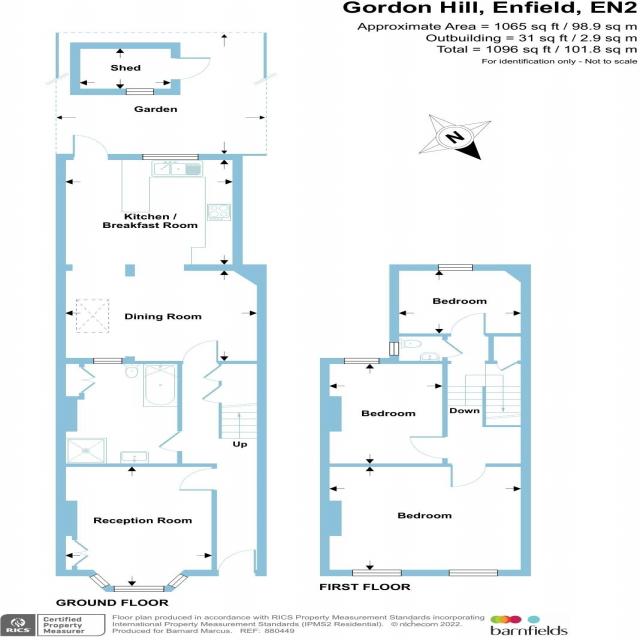 Gordon Hill, Enfield, EN2
Approximate Area = 1065 sq ft / 98.9 sq m
Outbuilding = 31 sq ft / 2.9 sq m
Total = 1096 sq ft / 101.8 sq m
For identification only - Not to scale
Shed
Garden
N
Kitchen /
Breakfast Room
Dining Room
Bedroom
Bedroom
Down
Up
Reception Room
Bedroom
GROUND FLOOR
FIRST FLOOR
RICS
Certified
Property
Measurer
Floor plan produced in accordance with RICS Property Measurement Standards incorporating
International Property Measurement Standards (IPMS2 Residential). © nichecom 2022.
Produced for Barnard Marcus. REF: 880449
barnfields